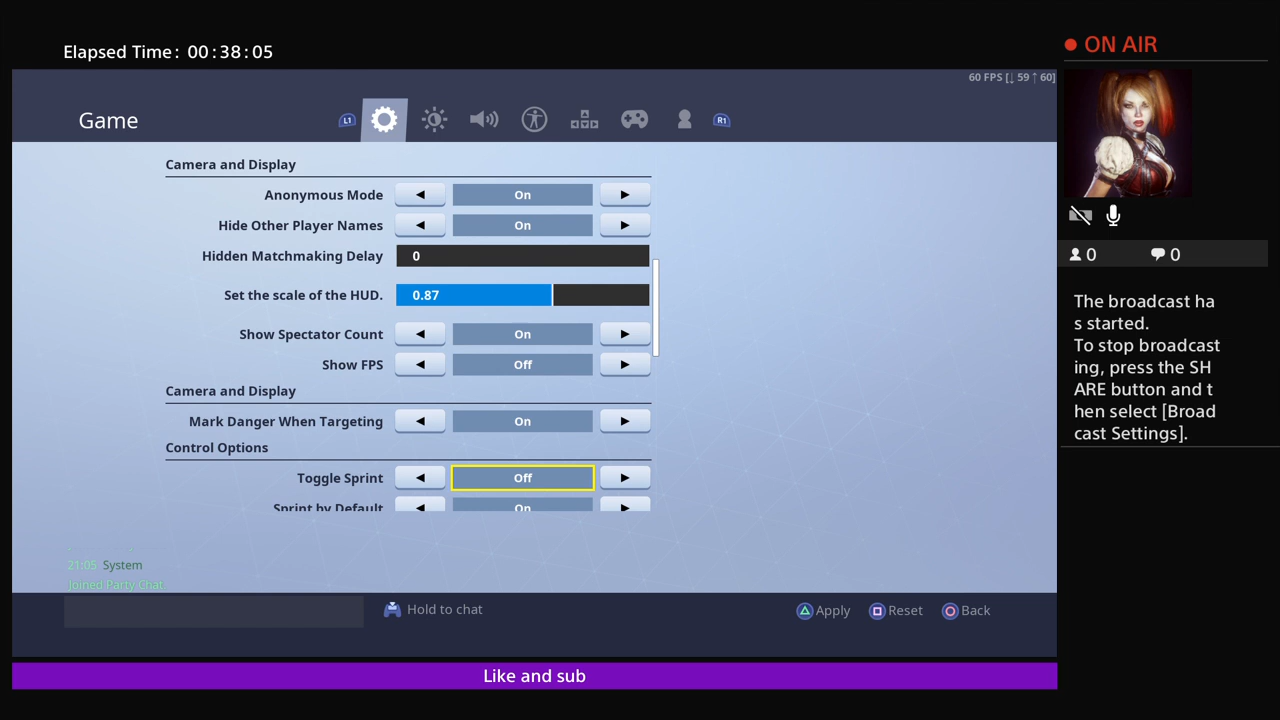 Elapsed Time: 00:38:05
ON AIR
60 FPS [↓ 59 ↑ 60]
Game
L1
R1
Camera and Display
Anonymous Mode ◀ On ▶
Hide Other Player Names ◀ On ▶
Hidden Matchmaking Delay 0
Set the scale of the HUD. 0.87
Show Spectator Count ◀ On ▶
Show FPS ◀ Off ▶
Camera and Display
Mark Danger When Targeting ◀ On ▶
Control Options
Toggle Sprint ◀ Off ▶
Sprint by Default ◀ On ▶
21:05 System
Joined Party Chat
Hold to chat
Apply
Reset
Back
Like and sub
0
0
The broadcast ha
s started.
To stop broadcast
ing, press the SH
ARE button and t
hen select [Broad
cast Settings].